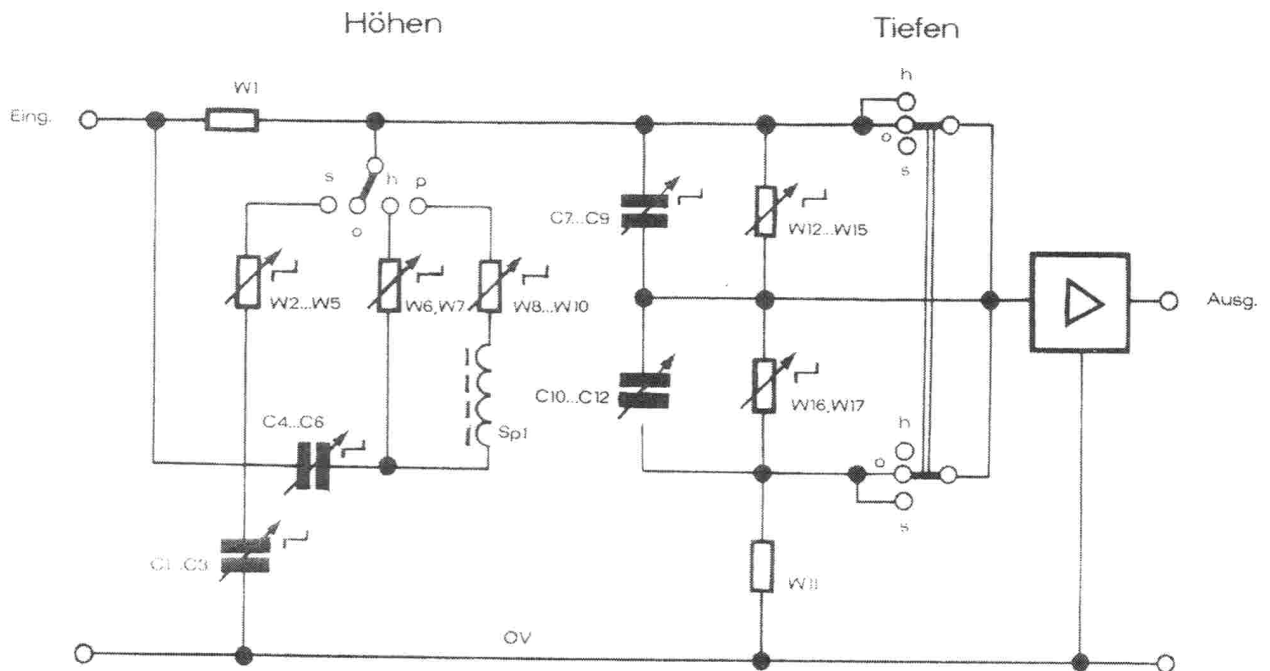 Höhen
Tiefen
h
W1
Eing.
o
s
s
h
p
o
C7...C9
W12...W15
W2...W5
W6,W7
W8...W10
Ausg.
C10...C12
W16,W17
C4...C6
Sp1
h
o
s
C1...C3
W11
OV